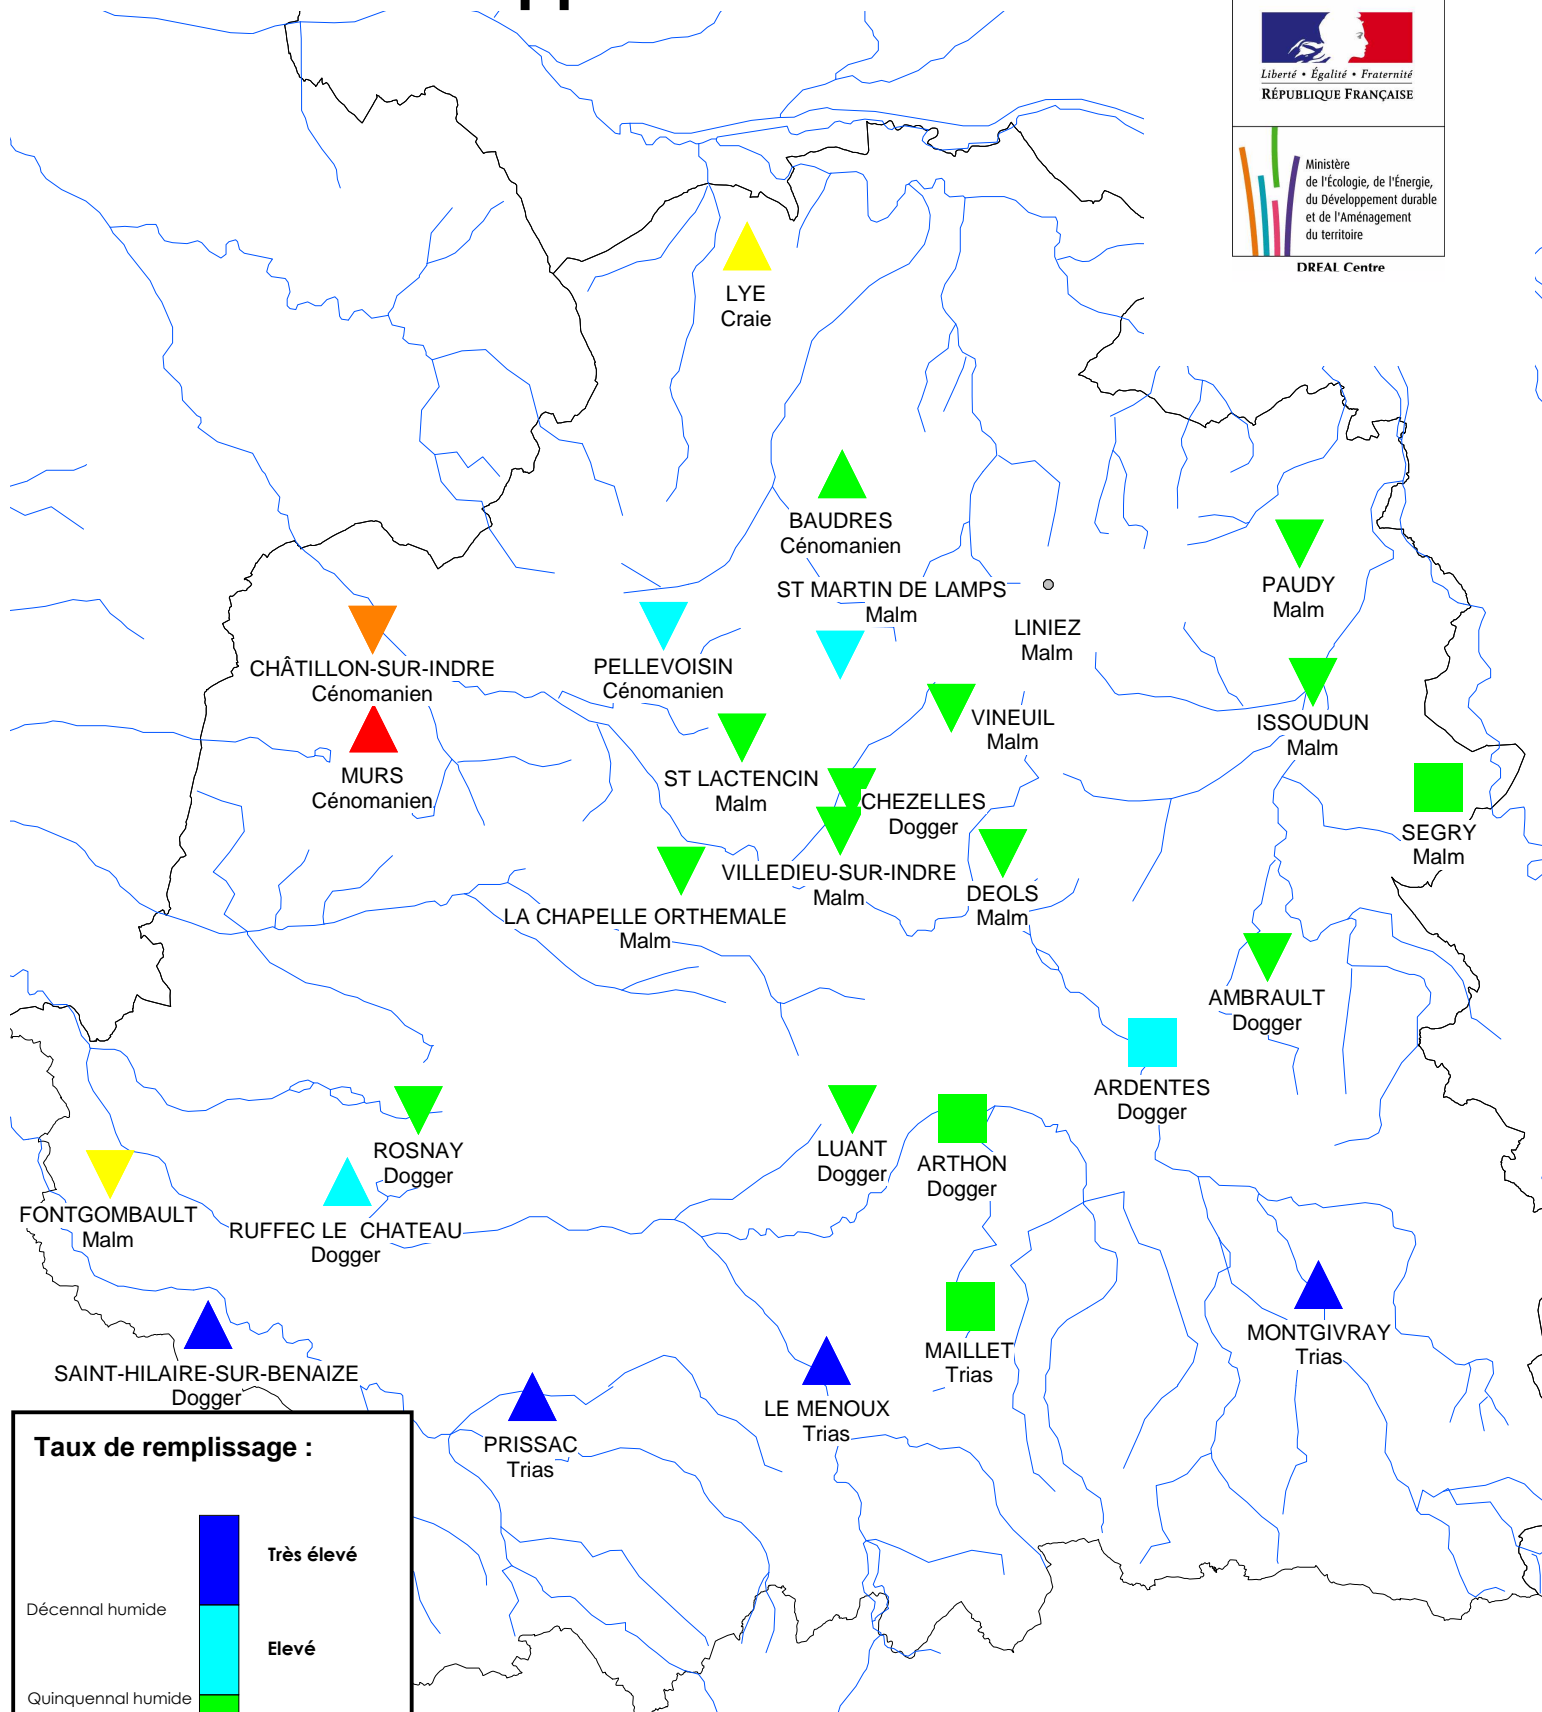 Liberté • Égalité • Fraternité
RÉPUBLIQUE FRANÇAISE
Ministère
de l'Écologie, de l'Énergie,
du Développement durable
et de l'Aménagement
du territoire
DREAL Centre
LYE
Craie
BAUDRES
Cénomanien
ST MARTIN DE LAMPS
Malm
LINIEZ
Malm
PAUDY
Malm
CHÂTILLON-SUR-INDRE
Cénomanien
PELLEVOISIN
Cénomanien
VINEUIL
Malm
ISSOUDUN
Malm
MURS
Cénomanien
ST LACTENCIN
Malm
CHEZELLES
Dogger
SEGRY
Malm
VILLEDIEU-SUR-INDRE
Malm
DEOLS
Malm
LA CHAPELLE ORTHEMALE
Malm
AMBRAULT
Dogger
ARDENTES
Dogger
ROSNAY
Dogger
LUANT
Dogger
ARTHON
Dogger
FONTGOMBAULT
Malm
RUFFEC LE  CHATEAU
Dogger
MONTGIVRAY
Trias
MAILLET
Trias
SAINT-HILAIRE-SUR-BENAIZE
Dogger
LE MENOUX
Trias
PRISSAC
Trias
Taux de remplissage :
Très élevé
Décennal humide
Elevé
Quinquennal humide